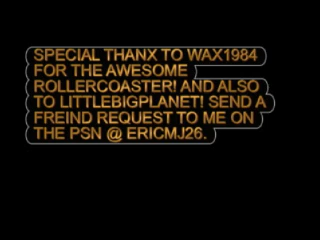 SPECIAL THANX TO WAX1984
FOR THE AWESOME
ROLLERCOASTER! AND ALSO
TO LITTLEBIGPLANET! SEND A
FREIND REQUEST TO ME ON
THE PSN @ ERICMJ26.